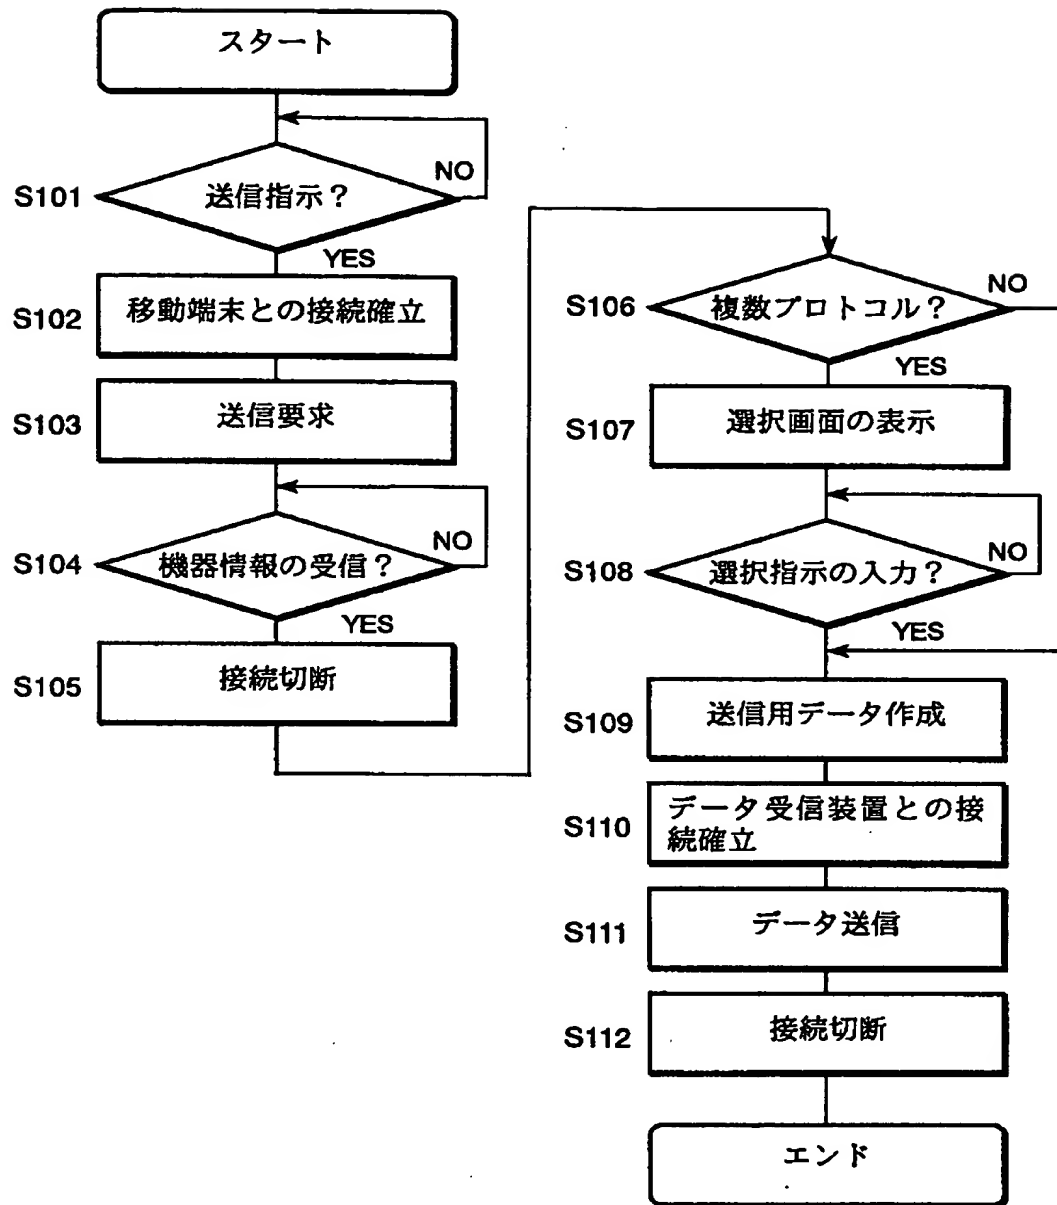 スタート
NO
S101
送信指示？
YES
S102
移動端末との接続確立
S103
送信要求
NO
S104
機器情報の受信？
YES
S105
接続切断
NO
S106
複数プロトコル？
YES
S107
選択画面の表示
NO
S108
選択指示の入力？
YES
S109
送信用データ作成
S110
データ受信装置との接
続確立
S111
データ送信
S112
接続切断
エンド